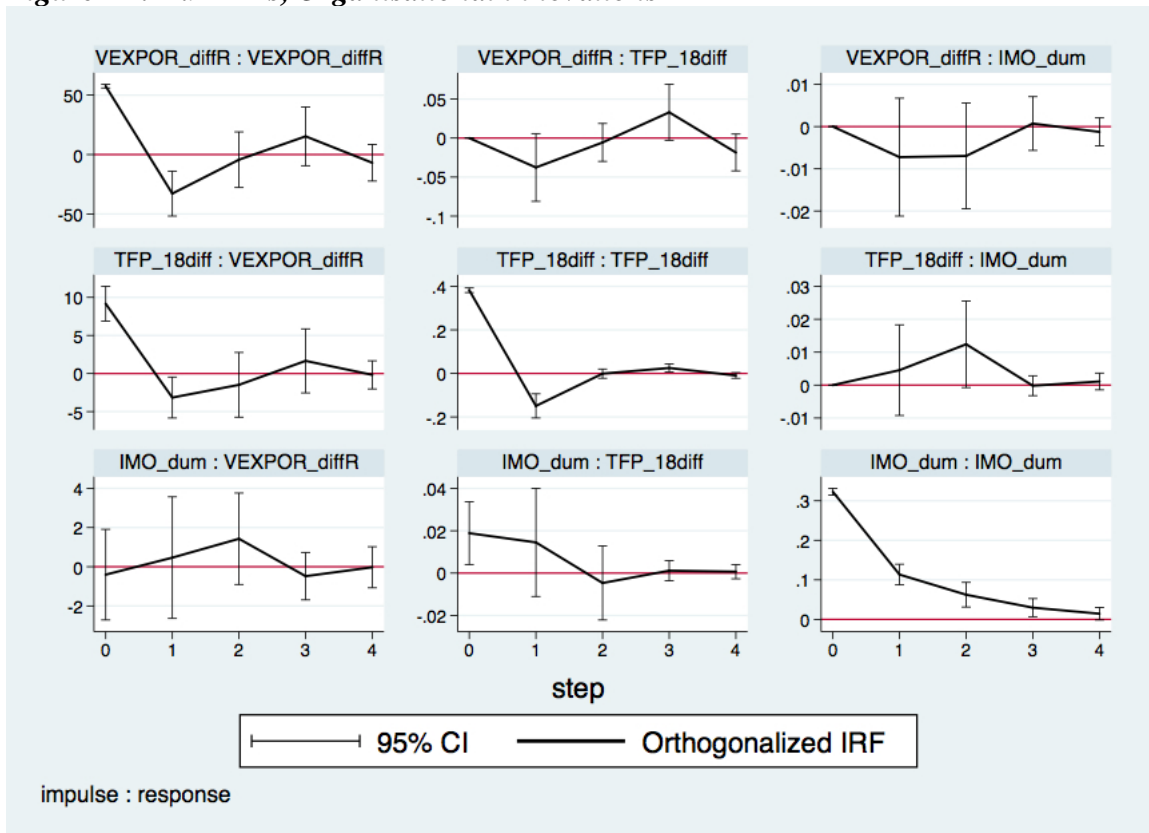 VEXPOR_diffR : VEXPOR_diffR
VEXPOR_diffR : TFP_18diff
VEXPOR_diffR : IMO_dum
50
0
-50
.05
0
-.05
-.1
.01
0
-.01
-.02
TFP_18diff : VEXPOR_diffR
TFP_18diff : TFP_18diff
TFP_18diff : IMO_dum
10
5
0
-5
.4
.2
0
-.2
.03
.02
.01
0
-.01
IMO_dum : VEXPOR_diffR
IMO_dum : TFP_18diff
IMO_dum : IMO_dum
4
2
0
-2
.04
.02
0
-.02
.3
.2
.1
0
0 1 2 3 4
0 1 2 3 4
0 1 2 3 4
step
95% CI
Orthogonalized IRF
impulse : response